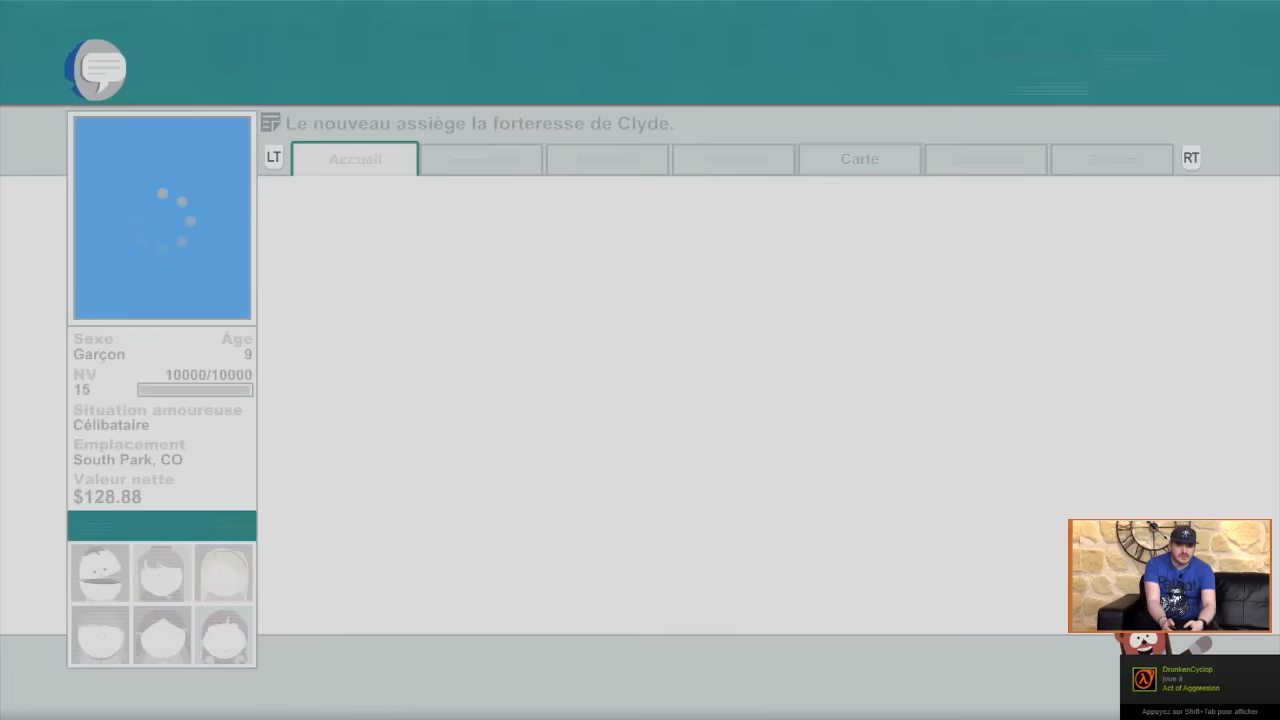 Le nouveau assiège la forteresse de Clyde.
LT
Accueil
Carte
RT
Sexe Âge
Garçon 9
NV 10000/10000
15
Situation amoureuse
Célibataire
Emplacement
South Park, CO
Valeur nette
$128.88
DrunkenCyclop
joue à
Act of Aggression
Appuyez sur Shift+Tab pour afficher